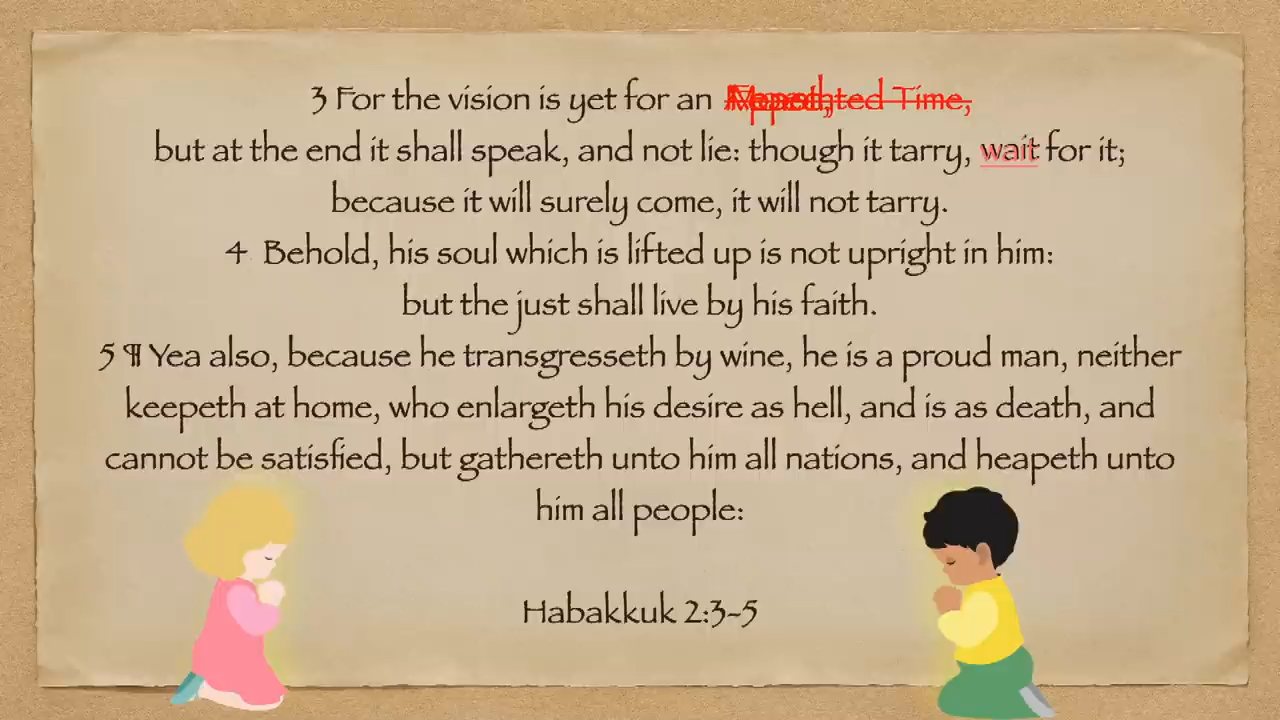 3 For the vision is yet for an Appointed Time,
but at the end it shall speak, and not lie: though it tarry, wait for it;
because it will surely come, it will not tarry.
4 Behold, his soul which is lifted up is not upright in him:
but the just shall live by his faith.
5 ¶ Yea also, because he transgresseth by wine, he is a proud man, neither
keepeth at home, who enlargeth his desire as hell, and is as death, and
cannot be satisfied, but gathereth unto him all nations, and heapeth unto
him all people:
Habakkuk 2:3-5